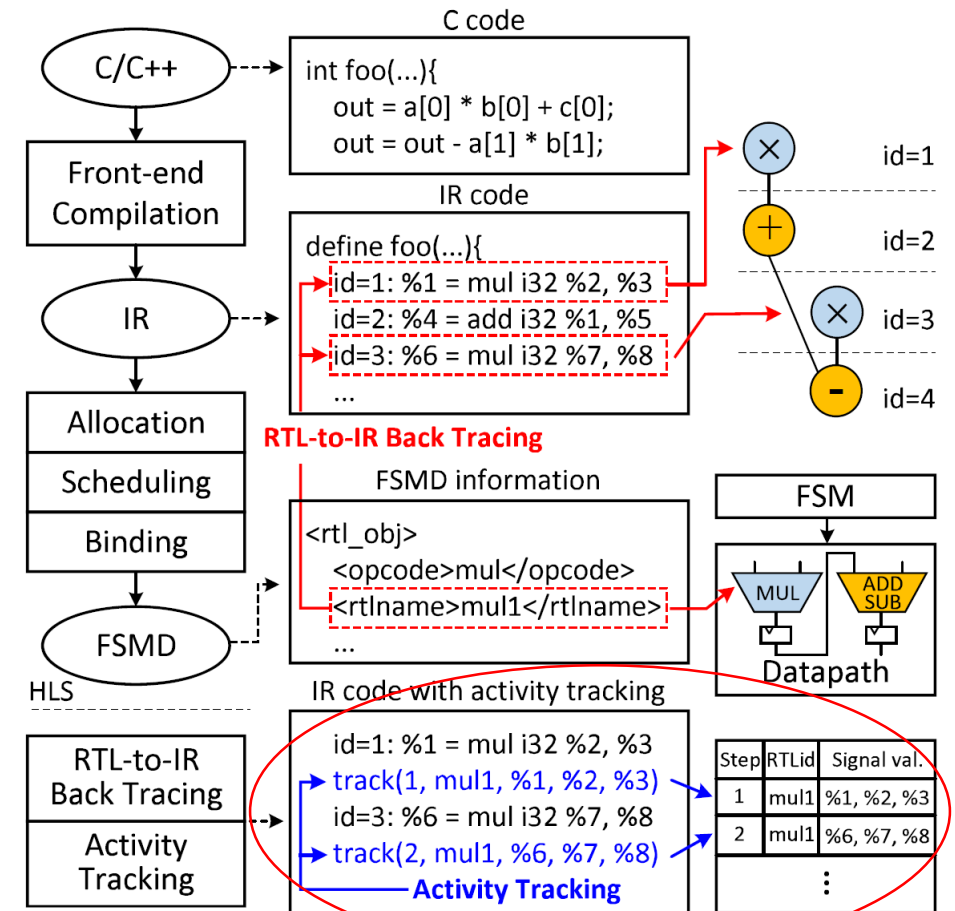 C/C++
Front-end
Compilation
IR
Allocation
Scheduling
Binding
FSMD
HLS
RTL-to-IR
Back Tracing
Activity
Tracking
C code
int foo(...){
out = a[0] * b[0] + c[0];
out = out - a[1] * b[1];
IR code
define foo(...){
id=1: %1 = mul i32 %2, %3
id=2: %4 = add i32 %1, %5
id=3: %6 = mul i32 %7, %8
...
RTL-to-IR Back Tracing
FSMD information
<rtl_obj>
<opcode>mul</opcode>
<rtlname>mul1</rtlname>
...
IR code with activity tracking
id=1: %1 = mul i32 %2, %3
track(1, mul1, %1, %2, %3)
id=3: %6 = mul i32 %7, %8
track(2, mul1, %6, %7, %8)
Activity Tracking
× id=1
+ id=2
× id=3
- id=4
FSM
MUL
ADD
SUB
Datapath
Step RTLid Signal val.
1 mul1 %1, %2, %3
2 mul1 %6, %7, %8
⋮